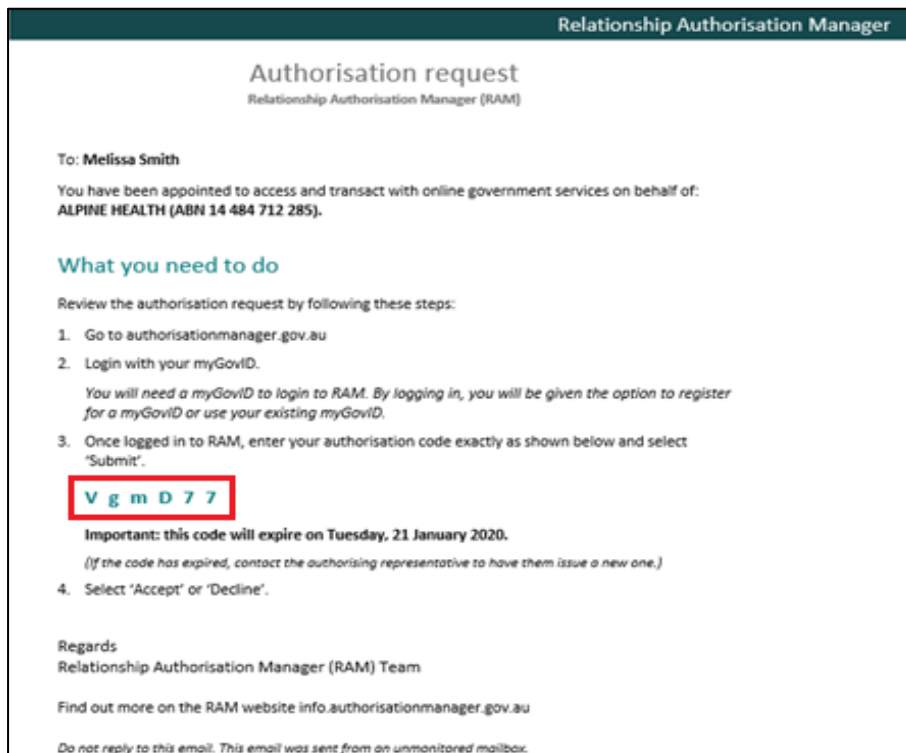 Relationship Authorisation Manager
Authorisation request
Relationship Authorisation Manager (RAM)
To: Melissa Smith
You have been appointed to access and transact with online government services on behalf of:
ALPINE HEALTH (ABN 14 484 712 285).
What you need to do
Review the authorisation request by following these steps:
1. Go to authorisationmanager.gov.au
2. Login with your myGovID.
You will need a myGovID to login to RAM. By logging in, you will be given the option to register
for a myGovID or use your existing myGovID.
3. Once logged in to RAM, enter your authorisation code exactly as shown below and select
'Submit'.
V g m D 7 7
Important: this code will expire on Tuesday, 21 January 2020.
(If the code has expired, contact the authorising representative to have them issue a new one.)
4. Select 'Accept' or 'Decline'.
Regards
Relationship Authorisation Manager (RAM) Team
Find out more on the RAM website info.authorisationmanager.gov.au
Do not reply to this email. This email was sent from an unmonitored mailbox.